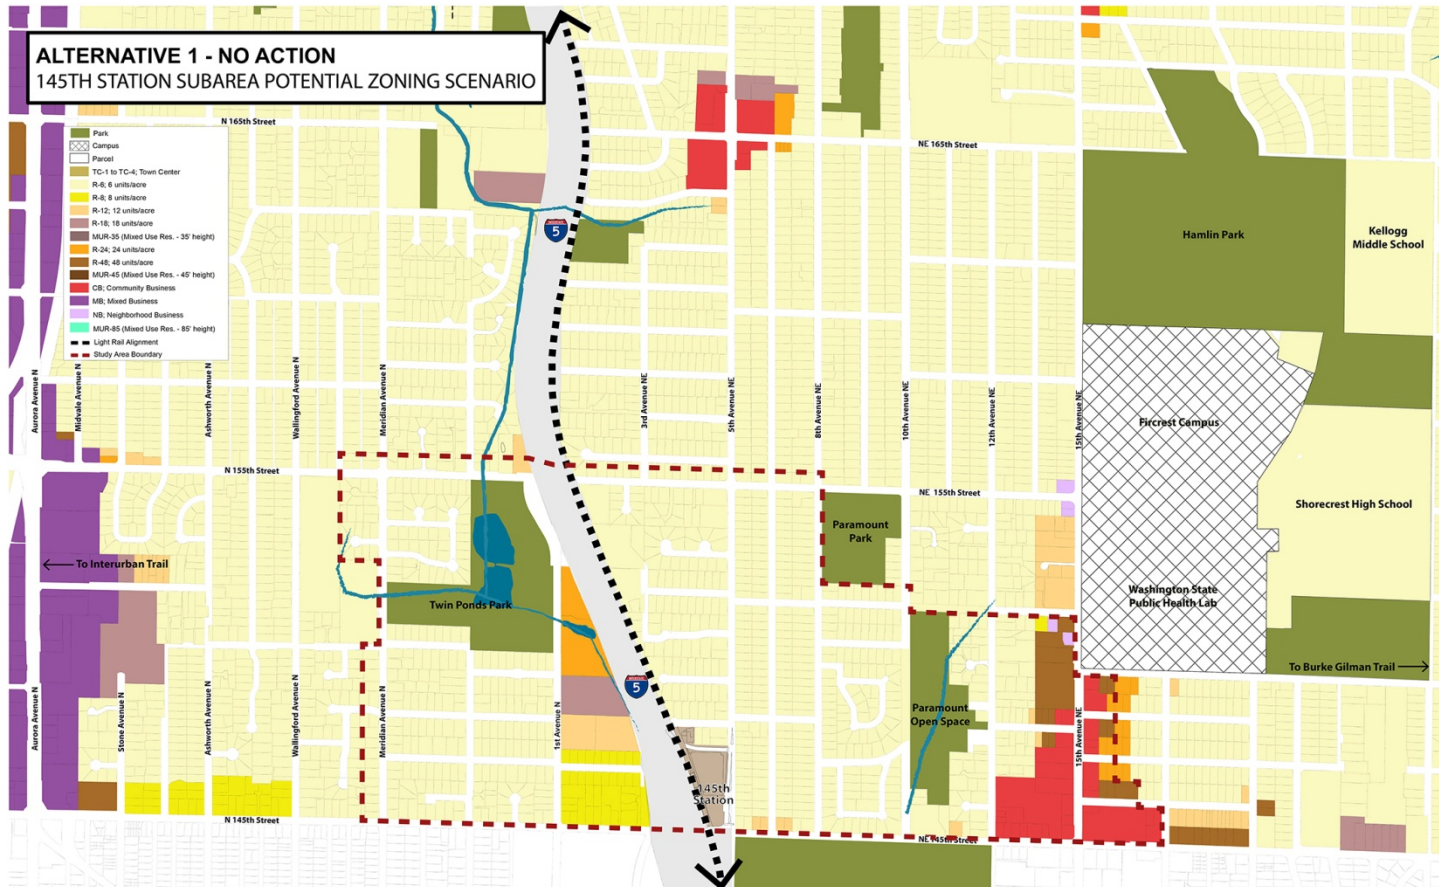 ALTERNATIVE 1 - NO ACTION
145TH STATION SUBAREA POTENTIAL ZONING SCENARIO
N 165th Street
NE 165th Street
Park
Campus
Parcel
TC-1 to TC-4; Town Center
R-6; 6 units/acre
R-8; 8 units/acre
R-12; 12 units/acre
R-18; 18 units/acre
MUR-35 (Mixed Use Res. - 35' height)
R-24; 24 units/acre
R-48; 48 units/acre
MUR-45 (Mixed Use Res. - 45' height)
CB; Community Business
MB; Mixed Business
NB; Neighborhood Business
MUR-85 (Mixed Use Res. - 85' height)
Light Rail Alignment
Study Area Boundary
5
Hamlin Park
Kellogg
Middle School
Aurora Avenue N
Midvale Avenue N
Ashworth Avenue N
Wallingford Avenue N
Meridian Avenue N
3rd Avenue NE
5th Avenue NE
8th Avenue NE
10th Avenue NE
12th Avenue NE
15th Avenue NE
Fircrest Campus
N 155th Street
NE 155th Street
Shorecrest High School
Paramount
Park
To Interurban Trail
Twin Ponds Park
Washington State
Public Health Lab
To Burke Gilman Trail
5
Paramount
Open Space
Aurora Avenue N
Stone Avenue N
Ashworth Avenue N
Wallingford Avenue N
Meridian Avenue N
1st Avenue N
15th Avenue NE
145th
Station
N 145th Street
NE 145th Street